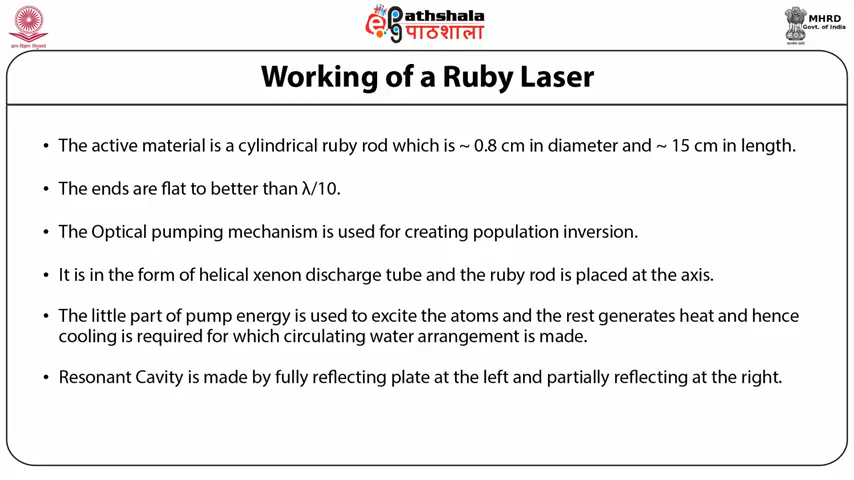 ePathshala
पाठशाला
MHRD
Govt. of India
ज्ञान-विज्ञान विमुक्तये
Working of a Ruby Laser
• The active material is a cylindrical ruby rod which is ~ 0.8 cm in diameter and ~ 15 cm in length.
• The ends are flat to better than λ/10.
• The Optical pumping mechanism is used for creating population inversion.
• It is in the form of helical xenon discharge tube and the ruby rod is placed at the axis.
• The little part of pump energy is used to excite the atoms and the rest generates heat and hence
cooling is required for which circulating water arrangement is made.
• Resonant Cavity is made by fully reflecting plate at the left and partially reflecting at the right.